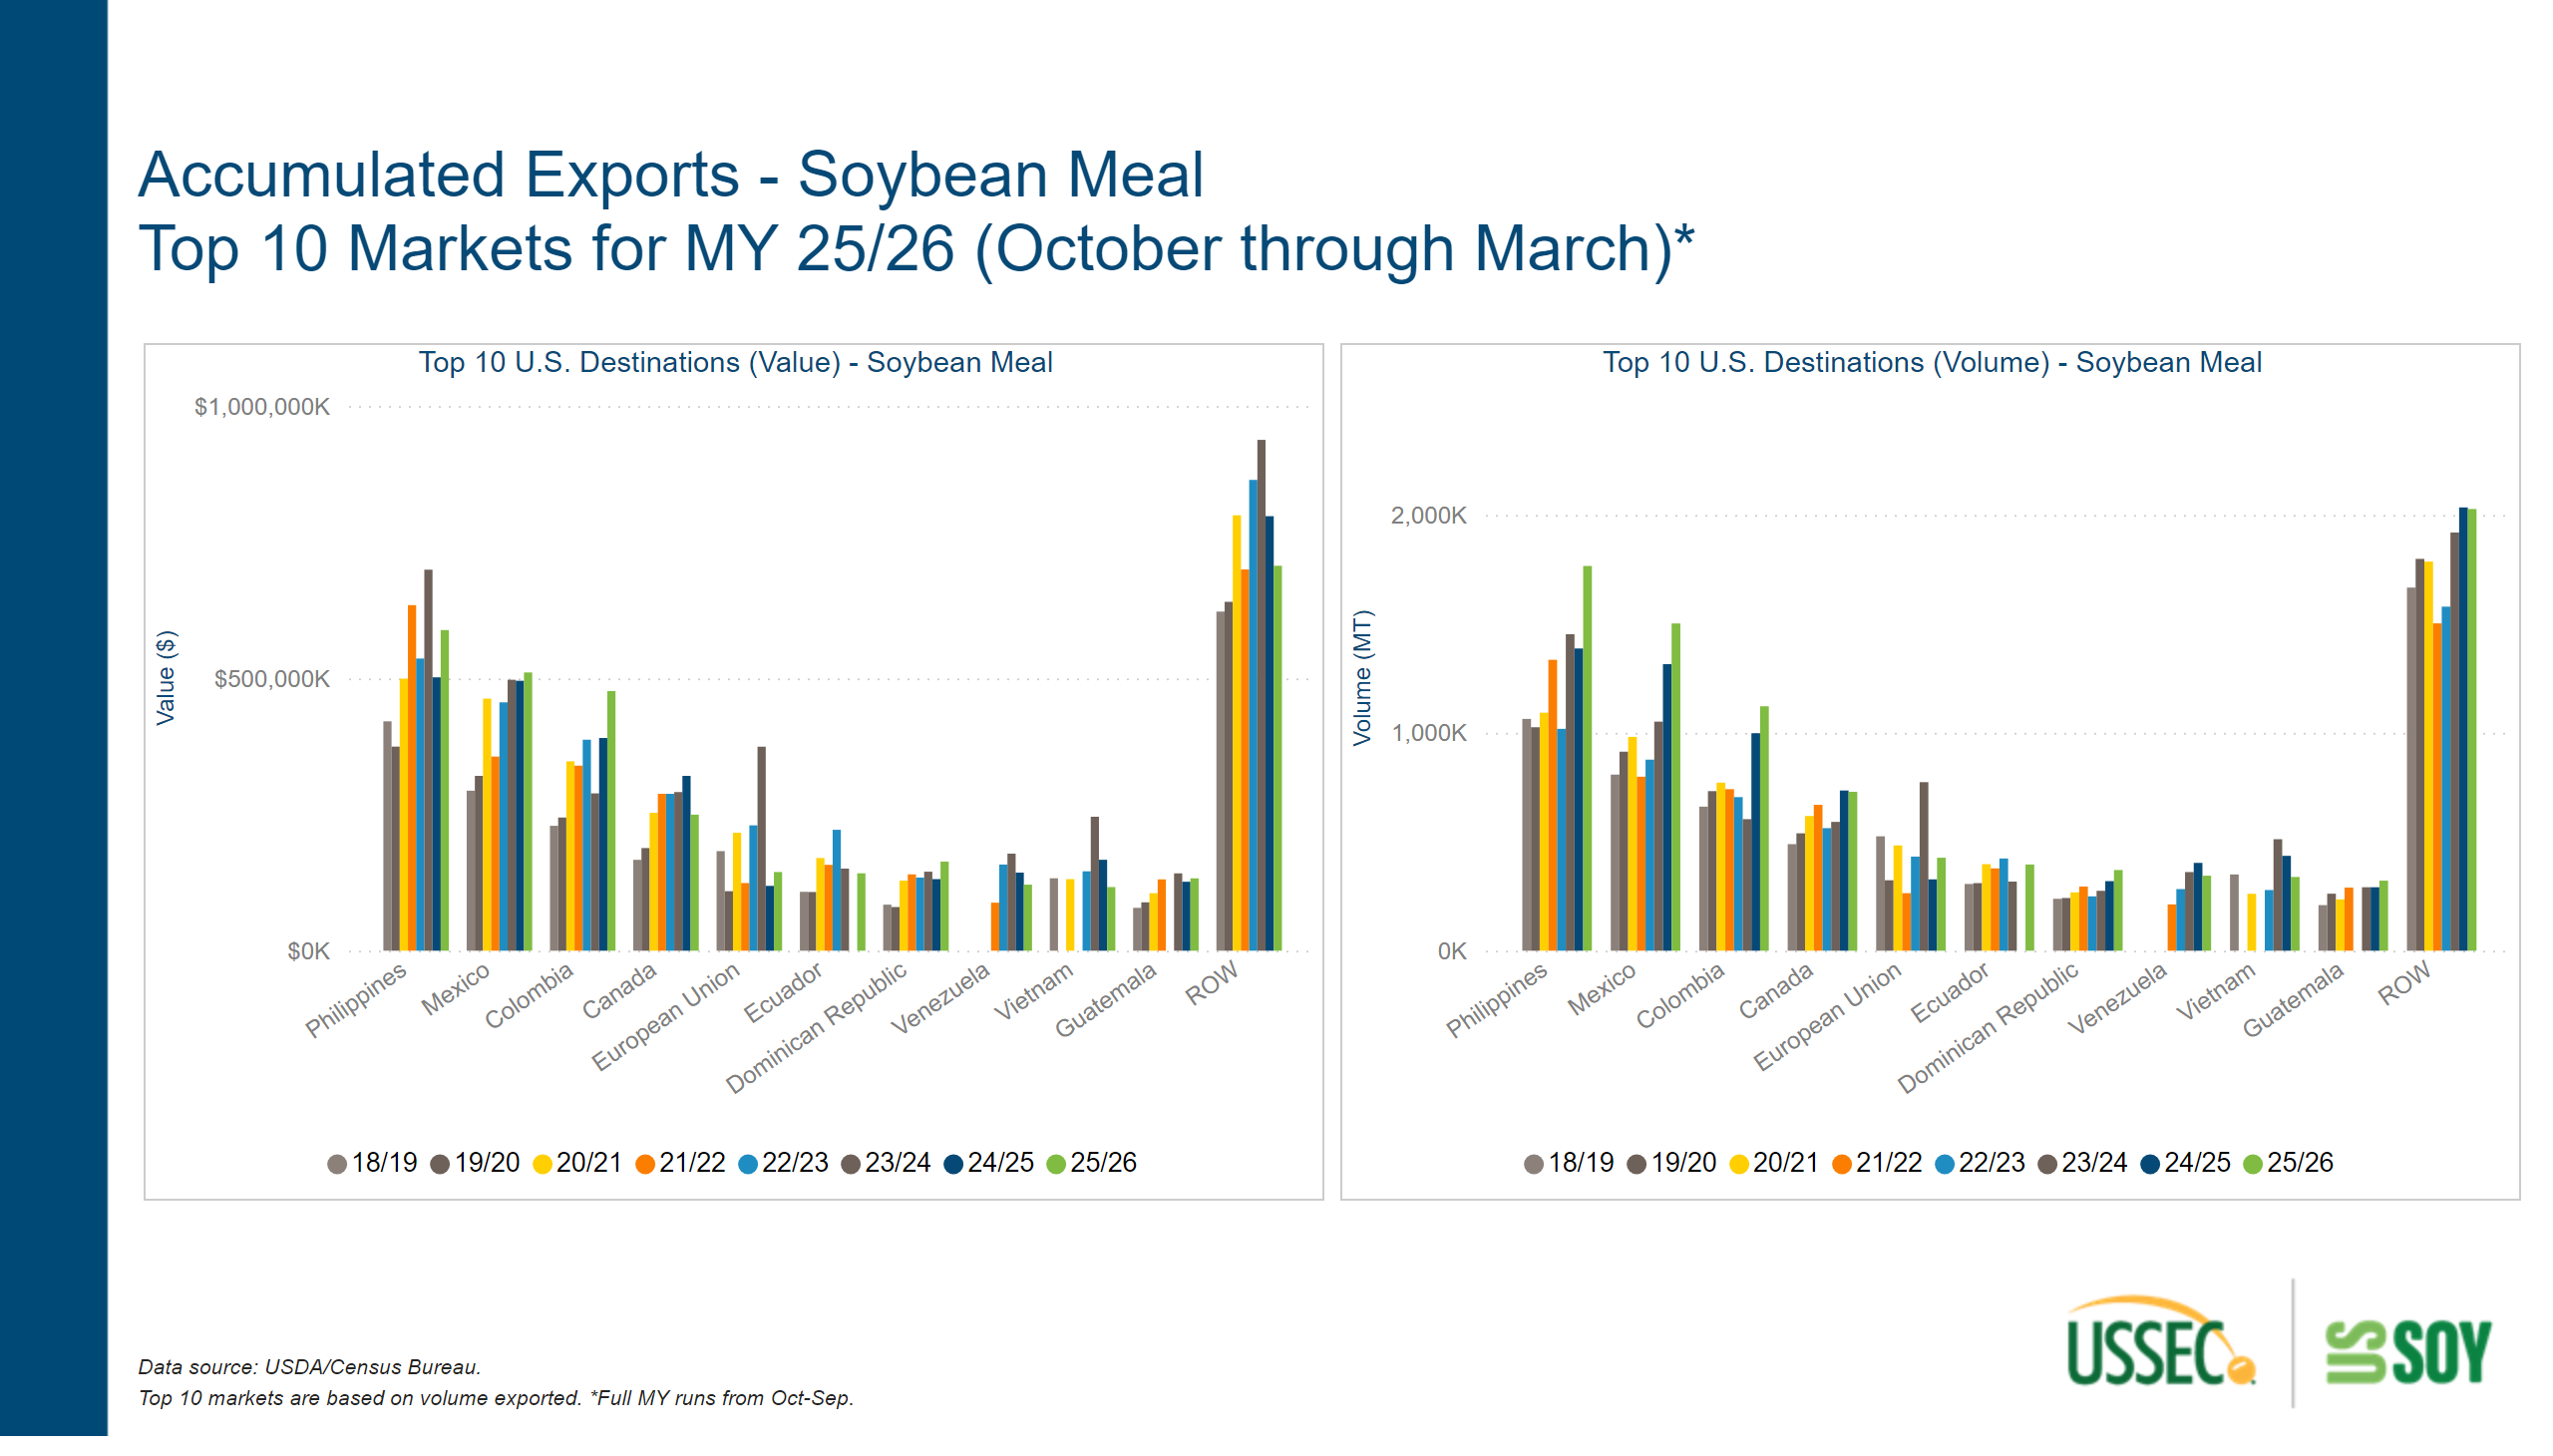 Accumulated Exports - Soybean Meal
Top 10 Markets for MY 25/26 (October through March)*
Top 10 U.S. Destinations (Value) - Soybean Meal
$1,000,000K
$500,000K
$0K
Value ($)
Philippines
Mexico
Colombia
Canada
European Union
Ecuador
Dominican Republic
Venezuela
Vietnam
Guatemala
ROW
18/19 19/20 20/21 21/22 22/23 23/24 24/25 25/26
Top 10 U.S. Destinations (Volume) - Soybean Meal
2,000K
1,000K
0K
Volume (MT)
Philippines
Mexico
Colombia
Canada
European Union
Ecuador
Dominican Republic
Venezuela
Vietnam
Guatemala
ROW
18/19 19/20 20/21 21/22 22/23 23/24 24/25 25/26
Data source: USDA/Census Bureau.
Top 10 markets are based on volume exported. *Full MY runs from Oct-Sep.
USSEC
US SOY